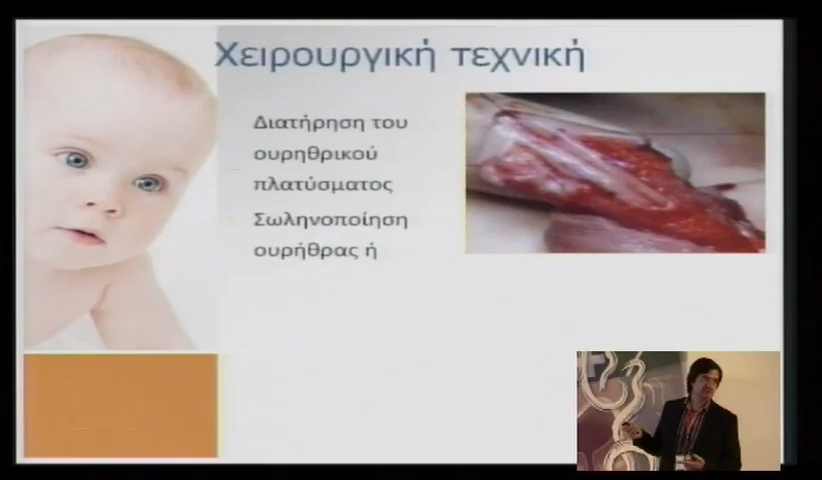 Χειρουργική τεχνική
Διατήρηση του
ουρηθρικού
πλατύσματος
Σωληνοποίηση
ουρήθρας ή